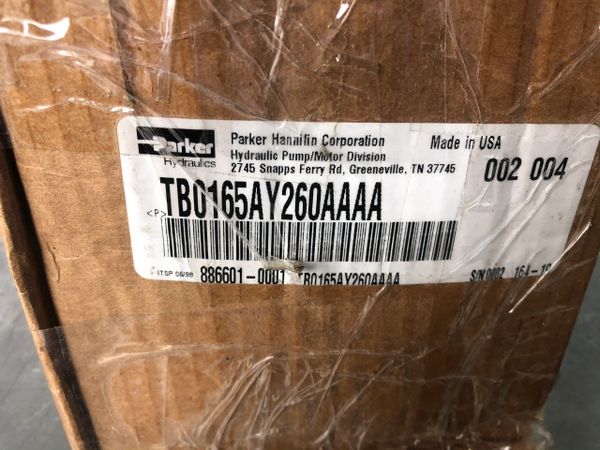 Parker
Hydraulics
Parker Hannifin Corporation
Hydraulic Pump/Motor Division
2745 Snapps Ferry Rd, Greeneville, TN 37745
Made in USA
002 004
<P> TB0165AY260AAAA
ITSP 06/98 886601-0001 TB0165AY260AAAA S/N 0003